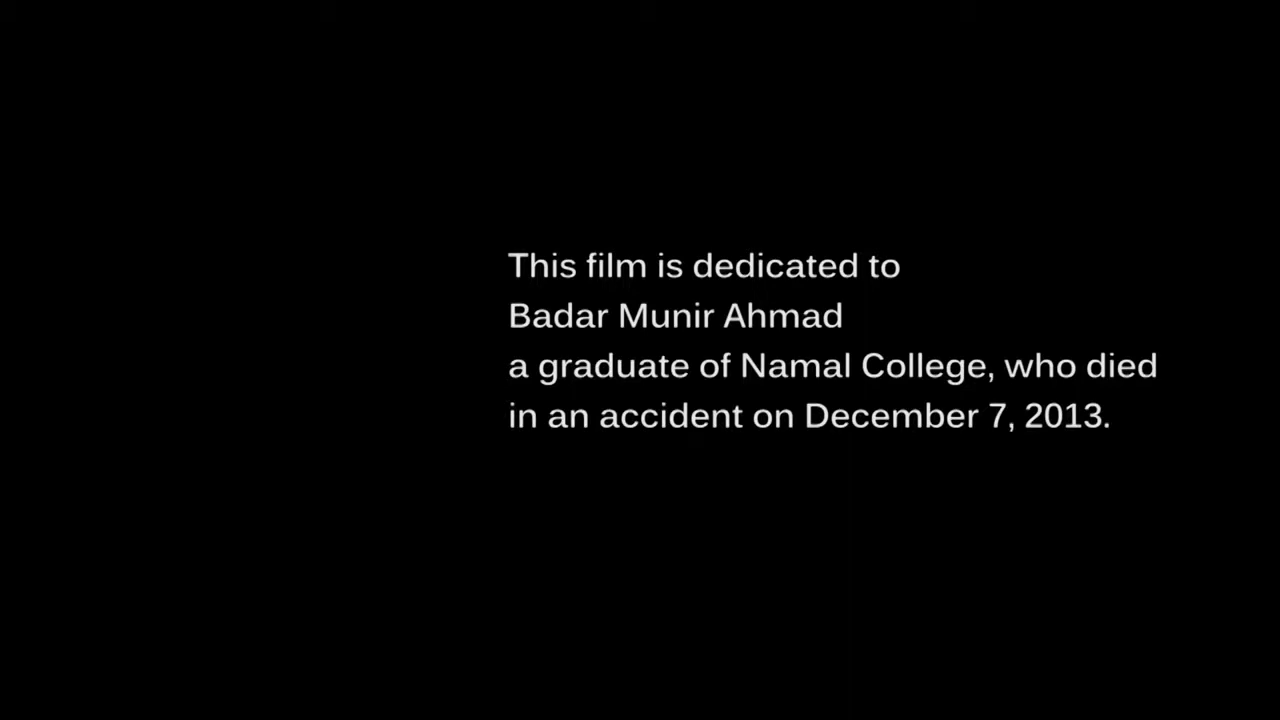 This film is dedicated to
Badar Munir Ahmad
a graduate of Namal College, who died
in an accident on December 7, 2013.